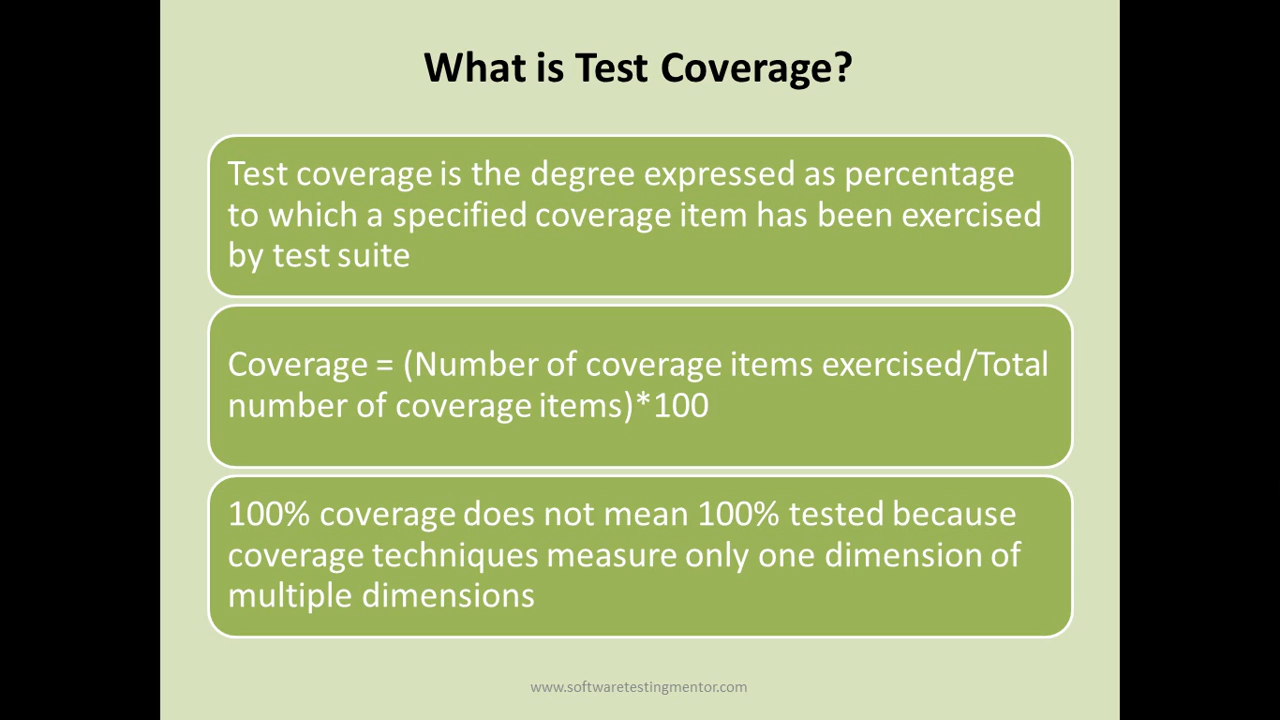 What is Test Coverage?
Test coverage is the degree expressed as percentage
to which a specified coverage item has been exercised
by test suite
Coverage = (Number of coverage items exercised/Total
number of coverage items)*100
100% coverage does not mean 100% tested because
coverage techniques measure only one dimension of
multiple dimensions
www.softwaretestingmentor.com